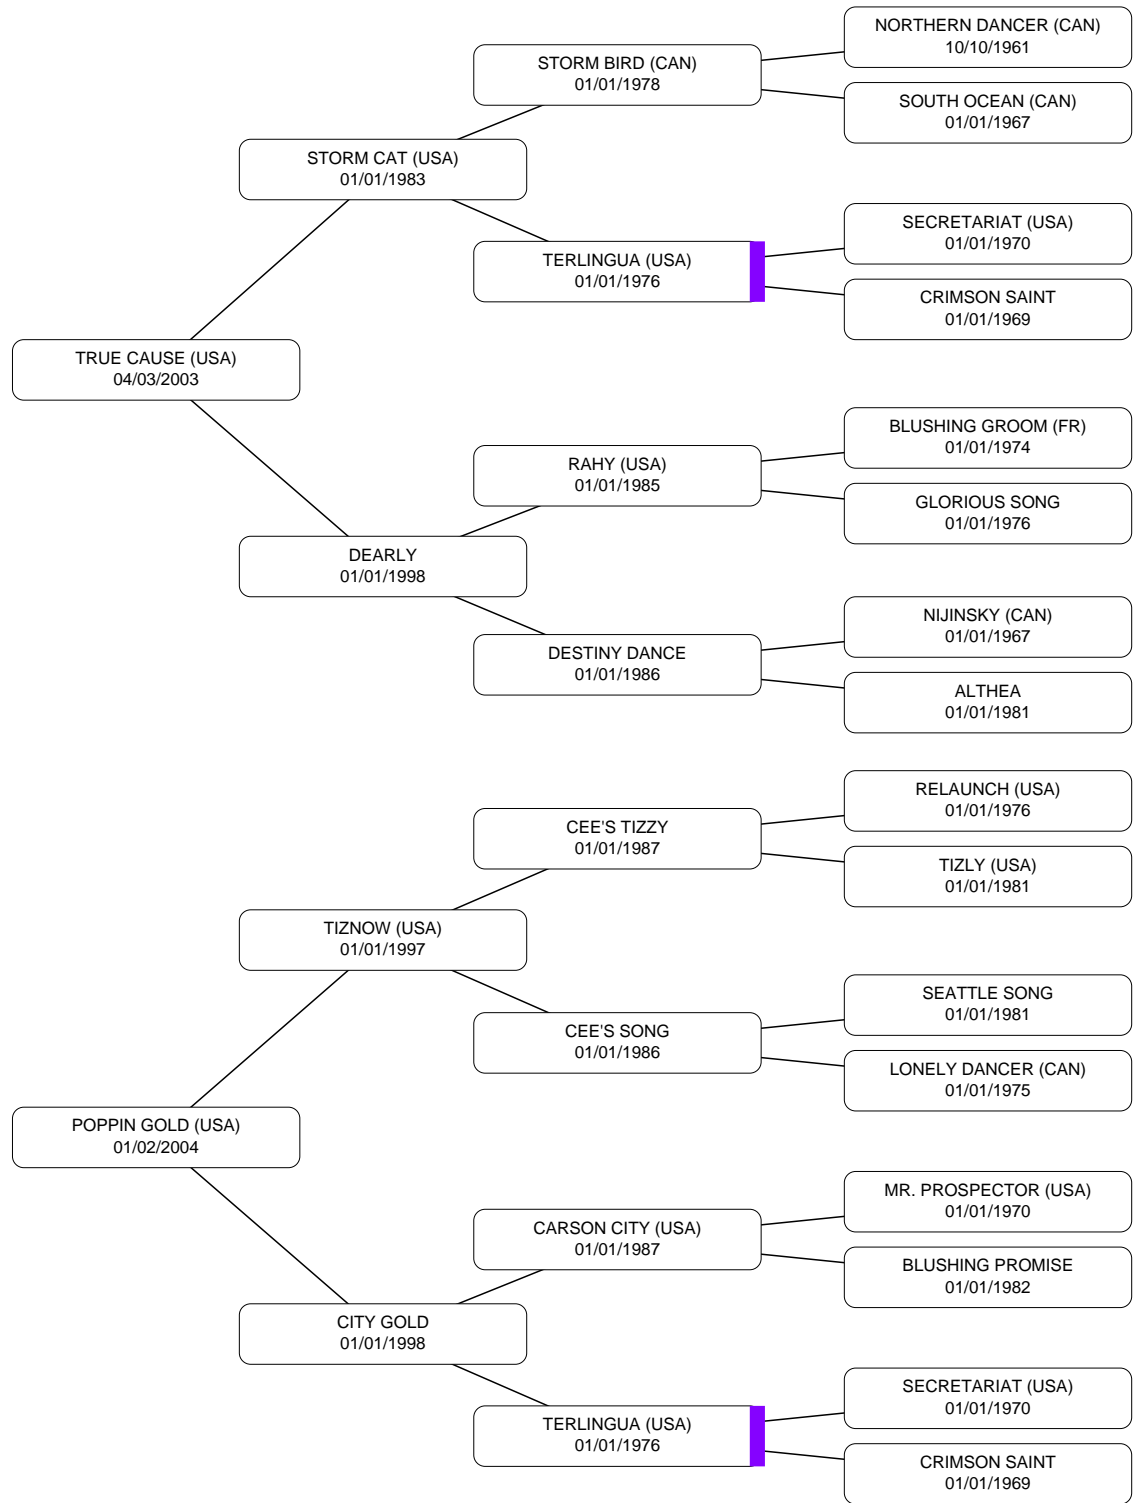 NORTHERN DANCER (CAN)
10/10/1961
STORM BIRD (CAN)
01/01/1978
SOUTH OCEAN (CAN)
01/01/1967
STORM CAT (USA)
01/01/1983
SECRETARIAT (USA)
01/01/1970
TERLINGUA (USA)
01/01/1976
CRIMSON SAINT
01/01/1969
TRUE CAUSE (USA)
04/03/2003
BLUSHING GROOM (FR)
01/01/1974
RAHY (USA)
01/01/1985
GLORIOUS SONG
01/01/1976
DEARLY
01/01/1998
NIJINSKY (CAN)
01/01/1967
DESTINY DANCE
01/01/1986
ALTHEA
01/01/1981
RELAUNCH (USA)
01/01/1976
CEE'S TIZZY
01/01/1987
TIZLY (USA)
01/01/1981
TIZNOW (USA)
01/01/1997
SEATTLE SONG
01/01/1981
CEE'S SONG
01/01/1986
LONELY DANCER (CAN)
01/01/1975
POPPIN GOLD (USA)
01/02/2004
MR. PROSPECTOR (USA)
01/01/1970
CARSON CITY (USA)
01/01/1987
BLUSHING PROMISE
01/01/1982
CITY GOLD
01/01/1998
SECRETARIAT (USA)
01/01/1970
TERLINGUA (USA)
01/01/1976
CRIMSON SAINT
01/01/1969